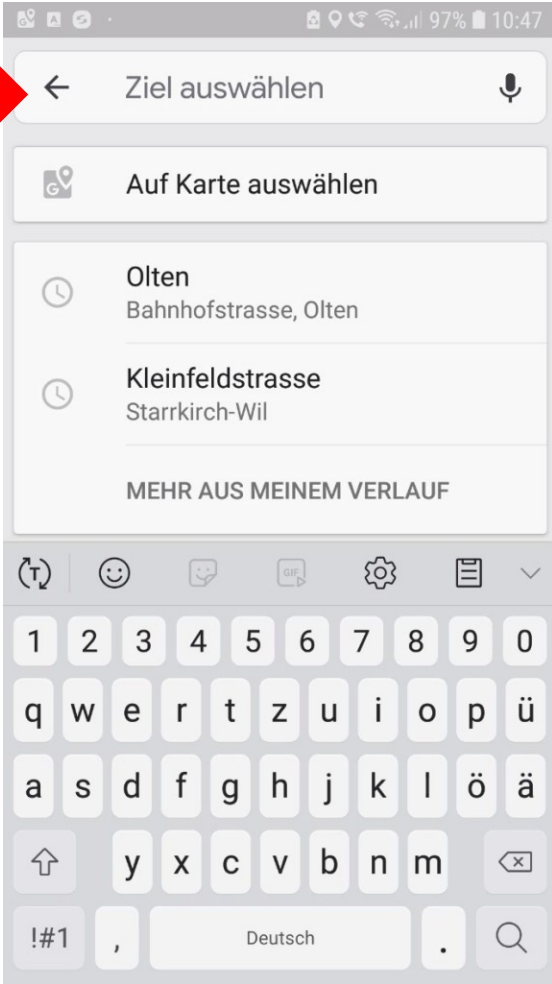 97% 10:47
Ziel auswählen
Auf Karte auswählen
Olten
Bahnhofstrasse, Olten
Kleinfeldstrasse
Starrkirch-Wil
MEHR AUS MEINEM VERLAUF
T GIF
1 2 3 4 5 6 7 8 9 0
q w e r t z u i o p ü
a s d f g h j k l ö ä
y x c v b n m
!#1 , Deutsch .